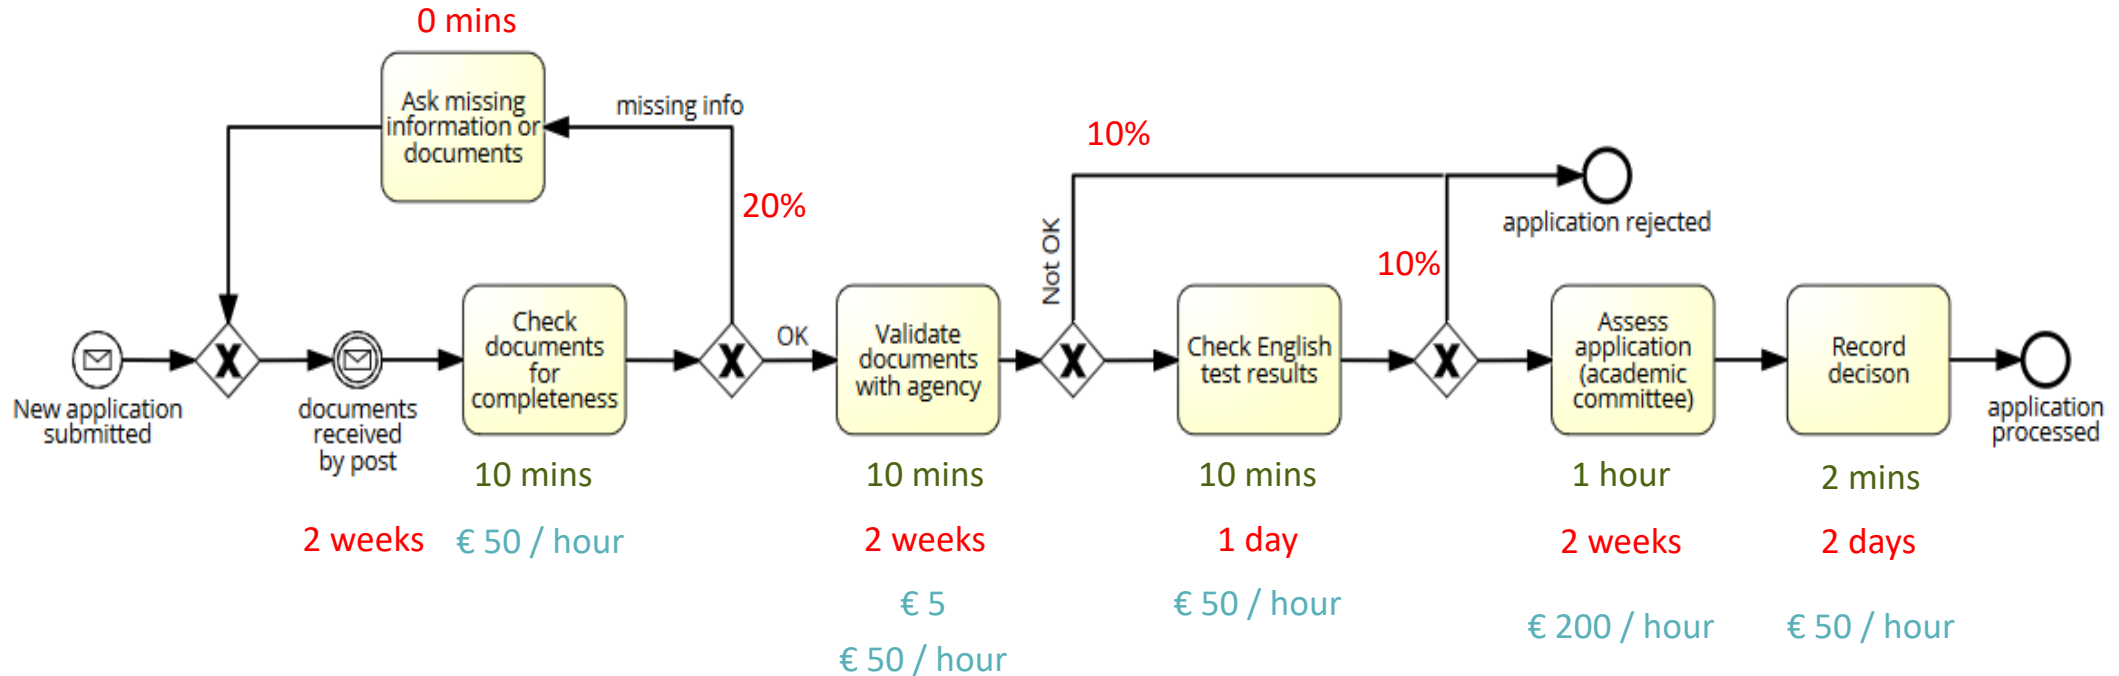 0 mins
Ask missing
information or
documents
missing info
20%
10%
Not OK
10%
application rejected
New application
submitted
X
documents
received
by post
Check
documents
for
completeness
X
OK
Validate
documents
with agency
X
Check English
test results
X
Assess
application
(academic
committee)
Record
decison
application
processed
10 mins
10 mins
10 mins
1 hour
2 mins
2 weeks
€ 50 / hour
2 weeks
1 day
2 weeks
2 days
€ 5
€ 50 / hour
€ 50 / hour
€ 200 / hour
€ 50 / hour